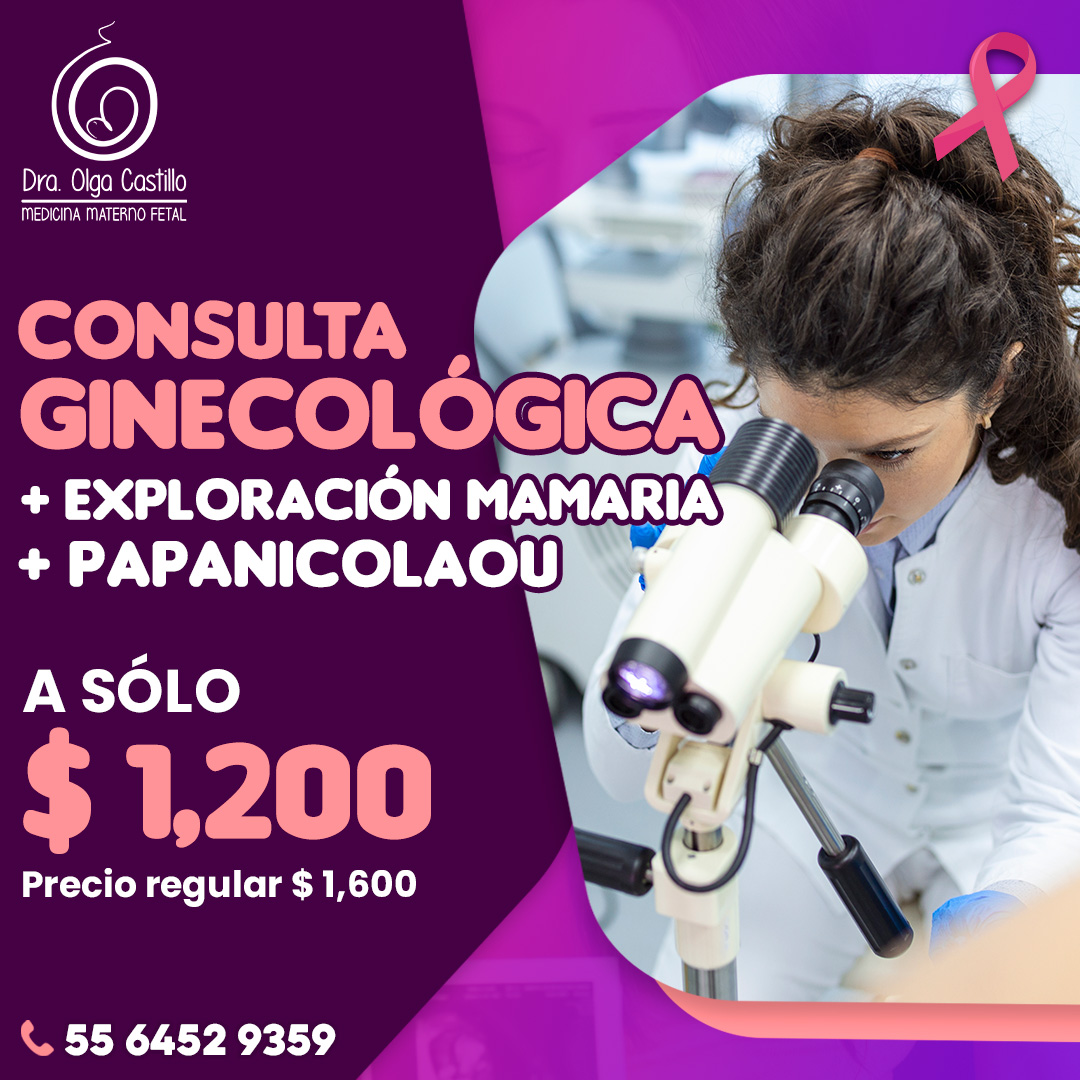 Dra. Olga Castillo
MEDICINA MATERNO FETAL
CONSULTA
GINECOLÓGICA
+ EXPLORACIÓN MAMARIA
+ PAPANICOLAOU
A SÓLO
$ 1,200
Precio regular $ 1,600
55 6452 9359